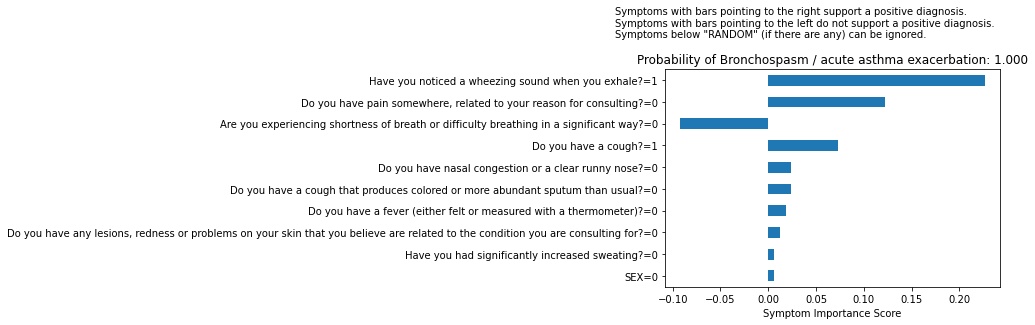 Symptoms with bars pointing to the right support a positive diagnosis.
Symptoms with bars pointing to the left do not support a positive diagnosis.
Symptoms below "RANDOM" (if there are any) can be ignored.
Probability of Bronchospasm / acute asthma exacerbation: 1.000
Have you noticed a wheezing sound when you exhale?=1
Do you have pain somewhere, related to your reason for consulting?=0
Are you experiencing shortness of breath or difficulty breathing in a significant way?=0
Do you have a cough?=1
Do you have nasal congestion or a clear runny nose?=0
Do you have a cough that produces colored or more abundant sputum than usual?=0
Do you have a fever (either felt or measured with a thermometer)?=0
Do you have any lesions, redness or problems on your skin that you believe are related to the condition you are consulting for?=0
Have you had significantly increased sweating?=0
SEX=0
−0.10 −0.05 0.00 0.05 0.10 0.15 0.20
Symptom Importance Score